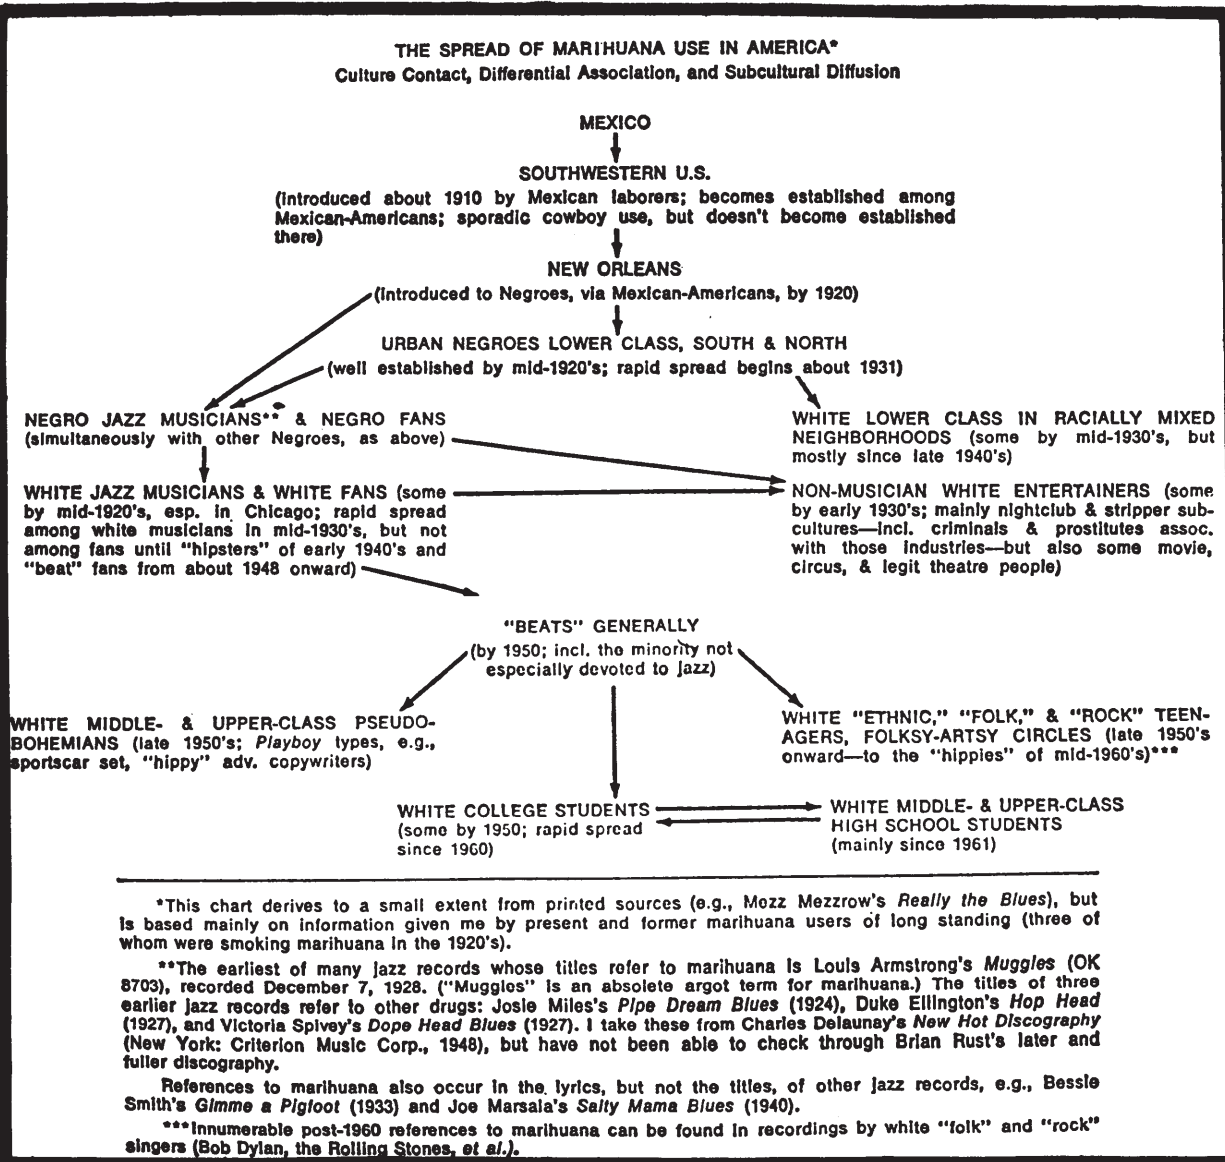 THE SPREAD OF MARIHUANA USE IN AMERICA*
Culture Contact, Differential Association, and Subcultural Diffusion
MEXICO
SOUTHWESTERN U.S.
(introduced about 1910 by Mexican laborers; becomes established among
Mexican-Americans; sporadic cowboy use, but doesn't become established
there)
NEW ORLEANS
(introduced to Negroes, via Mexican-Americans, by 1920)
URBAN NEGROES LOWER CLASS, SOUTH & NORTH
(well established by mid-1920's; rapid spread begins about 1931)
NEGRO JAZZ MUSICIANS** & NEGRO FANS
(simultaneously with other Negroes, as above)
WHITE LOWER CLASS IN RACIALLY MIXED
NEIGHBORHOODS (some by mid-1930's, but
mostly since late 1940's)
WHITE JAZZ MUSICIANS & WHITE FANS (some
by mid-1920's, esp. in Chicago; rapid spread
among white musicians in mid-1930's, but not
among fans until "hipsters" of early 1940's and
"beat" fans from about 1948 onward)
NON-MUSICIAN WHITE ENTERTAINERS (some
by early 1930's; mainly nightclub & stripper sub-
cultures—incl. criminals & prostitutes assoc.
with those industries—but also some movie,
circus, & legit theatre people)
"BEATS" GENERALLY
(by 1950; incl. the minority not
especially devoted to jazz)
WHITE MIDDLE- & UPPER-CLASS PSEUDO-
BOHEMIANS (late 1950's; Playboy types, e.g.,
sportscar set, "hippy" adv. copywriters)
WHITE "ETHNIC," "FOLK," & "ROCK" TEEN-
AGERS, FOLKSY-ARTSY CIRCLES (late 1950's
onward—to the "hippies" of mid-1960's)***
WHITE COLLEGE STUDENTS
(some by 1950; rapid spread
since 1960)
WHITE MIDDLE- & UPPER-CLASS
HIGH SCHOOL STUDENTS
(mainly since 1961)
*This chart derives to a small extent from printed sources (e.g., Mezz Mezzrow's Really the Blues), but
is based mainly on information given me by present and former marihuana users of long standing (three of
whom were smoking marihuana in the 1920's).
**The earliest of many jazz records whose titles refer to marihuana is Louis Armstrong's Muggles (OK
8703), recorded December 7, 1928. ("Muggles" is an absolete argot term for marihuana.) The titles of three
earlier jazz records refer to other drugs: Josie Miles's Pipe Dream Blues (1924), Duke Ellington's Hop Head
(1927), and Victoria Spivey's Dope Head Blues (1927). I take these from Charles Delaunay's New Hot Discography
(New York: Criterion Music Corp., 1948), but have not been able to check through Brian Rust's later and
fuller discography.
References to marihuana also occur in the lyrics, but not the titles, of other jazz records, e.g., Bessie
Smith's Gimme a Pigfoot (1933) and Joe Marsala's Salty Mama Blues (1940).
***Innumerable post-1960 references to marihuana can be found in recordings by white "folk" and "rock"
singers (Bob Dylan, the Rolling Stones, et al.).